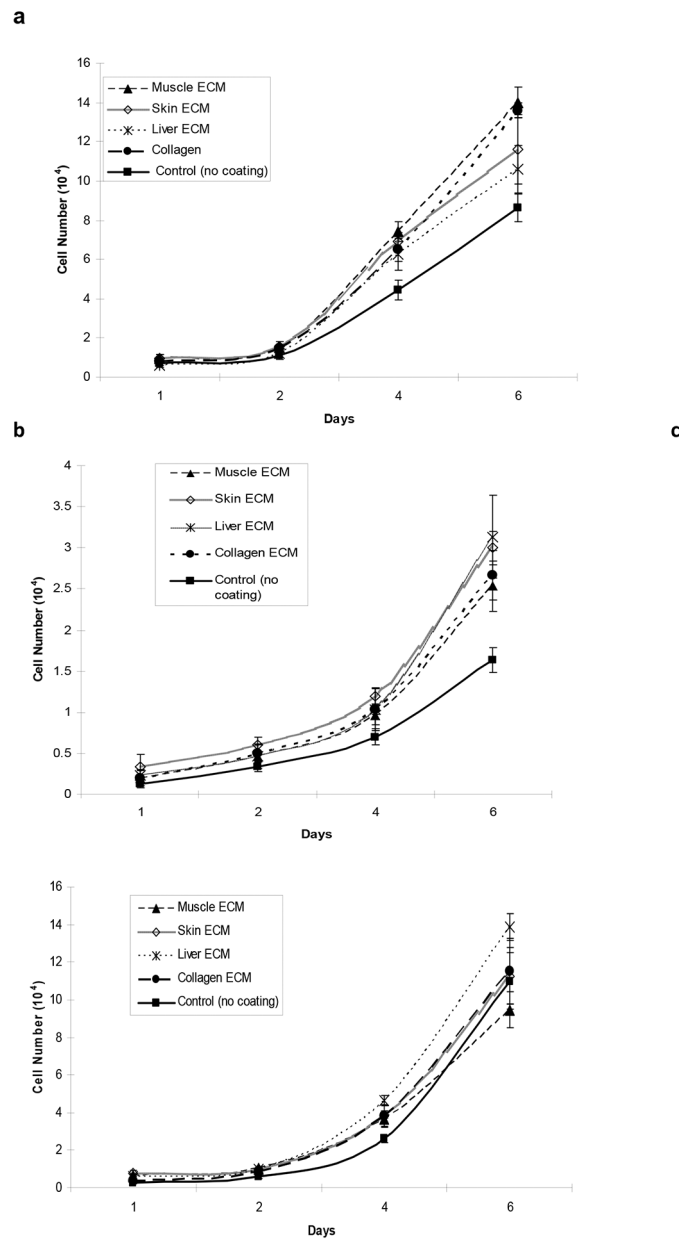 a
16
14
12
10
8
6
4
2
0
Cell Number (10⁴)
Muscle ECM
Skin ECM
Liver ECM
Collagen
Control (no coating)
1 2 4 6
Days
b
c
4
3.5
3
2.5
2
1.5
1
0.5
0
Cell Number (10⁴)
Muscle ECM
Skin ECM
Liver ECM
Collagen ECM
Control (no
coating)
1 2 4 6
Days
16
14
12
10
8
6
4
2
0
Cell Number (10⁴)
Muscle ECM
Skin ECM
Liver ECM
Collagen ECM
Control (no coating)
1 2 4 6
Days